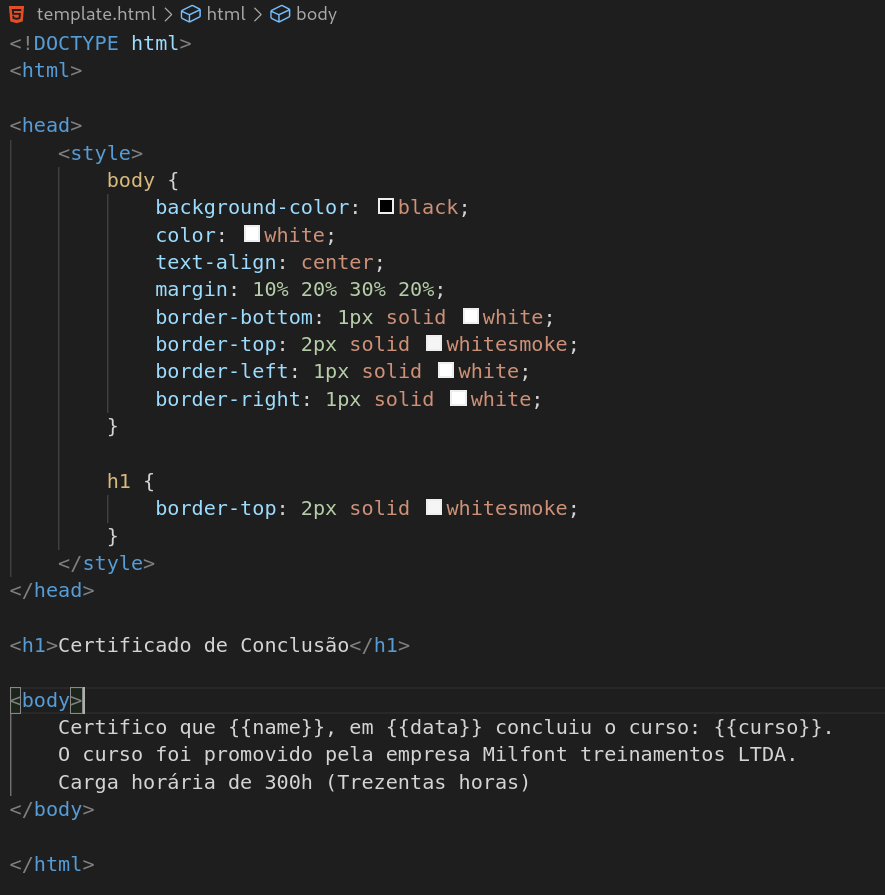 template.html > html > body
<!DOCTYPE html>
<html>
<head>
    <style>
        body {
            background-color: black;
            color: white;
            text-align: center;
            margin: 10% 20% 30% 20%;
            border-bottom: 1px solid white;
            border-top: 2px solid whitesmoke;
            border-left: 1px solid white;
            border-right: 1px solid white;
        }
        h1 {
            border-top: 2px solid whitesmoke;
        }
    </style>
</head>
<h1>Certificado de Conclusão</h1>
<body>
    Certifico que {{name}}, em {{data}} concluiu o curso: {{curso}}.
    O curso foi promovido pela empresa Milfont treinamentos LTDA.
    Carga horária de 300h (Trezentas horas)
</body>
</html>